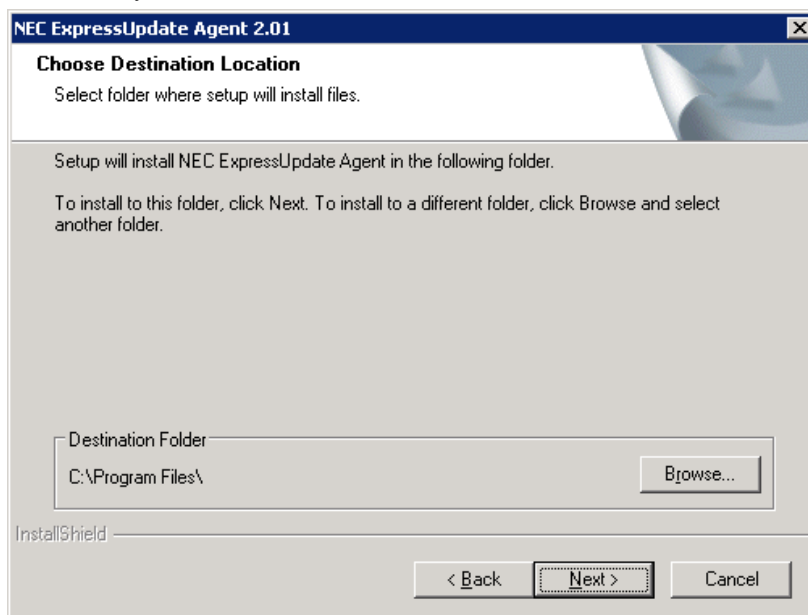 NEC ExpressUpdate Agent 2.01
Choose Destination Location
Select folder where setup will install files.
Setup will install NEC ExpressUpdate Agent in the following folder.
To install to this folder, click Next. To install to a different folder, click Browse and select
another folder.
Destination Folder
C:\Program Files\
Browse...
InstallShield
< Back
Next >
Cancel